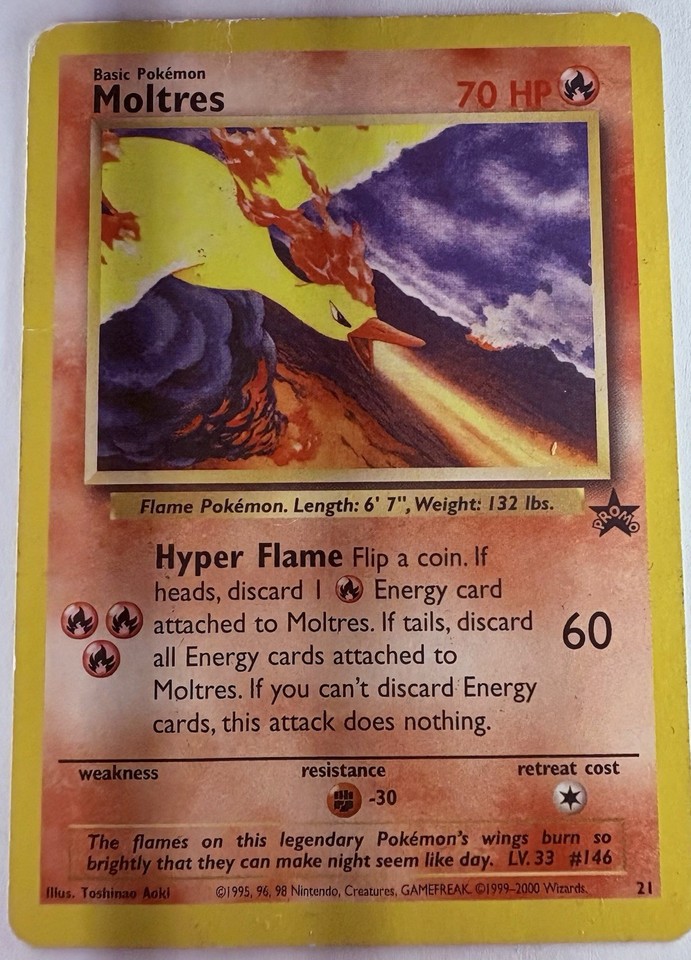 Basic Pokémon
Moltres 70 HP
Flame Pokémon. Length: 6' 7", Weight: 132 lbs.
PROMO
Hyper Flame Flip a coin. If
heads, discard 1 Energy card
attached to Moltres. If tails, discard
all Energy cards attached to
Moltres. If you can't discard Energy
cards, this attack does nothing.
60
weakness resistance retreat cost
-30
The flames on this legendary Pokémon's wings burn so
brightly that they can make night seem like day. LV. 33 #146
Illus. Toshinao Aoki ©1995, 96, 98 Nintendo, Creatures, GAMEFREAK. ©1999–2000 Wizards. 21